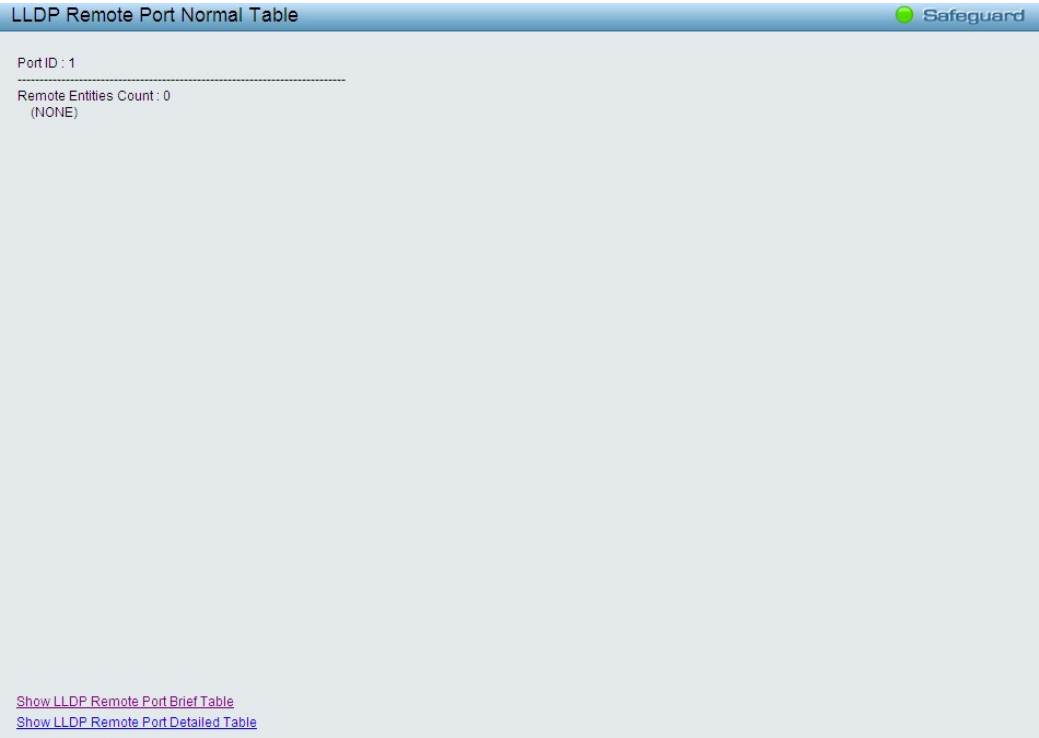 LLDP Remote Port Normal Table
Safeguard
Port ID : 1
--------------------------------------------------------------------------------
Remote Entities Count : 0
(NONE)
Show LLDP Remote Port Brief Table
Show LLDP Remote Port Detailed Table